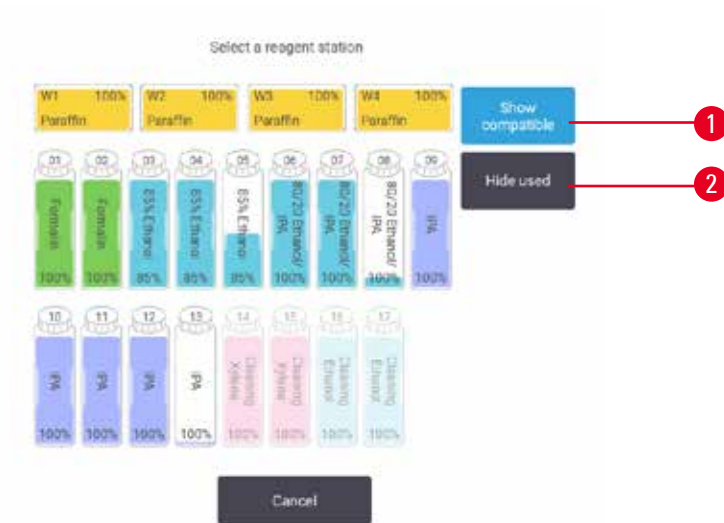 Select a reagent station
W1 100%
Paraffin
W2 100%
Paraffin
W3 100%
Paraffin
W4 100%
Paraffin
Show
compatible
1
Hide used
2
01
Formalin
100%
02
Formalin
100%
03
85% Ethanol
85%
04
85% Ethanol
85%
05
85% Ethanol
85%
06
80/20 Ethanol/
IPA
100%
07
80/20 Ethanol/
IPA
100%
08
80/20 Ethanol/
IPA
100%
09
IPA
100%
10
IPA
100%
11
IPA
100%
12
IPA
100%
13
IPA
100%
14
Cleaning
Xylene
100%
15
Cleaning
Xylene
100%
16
Cleaning
Ethanol
100%
17
Cleaning
Ethanol
100%
Cancel